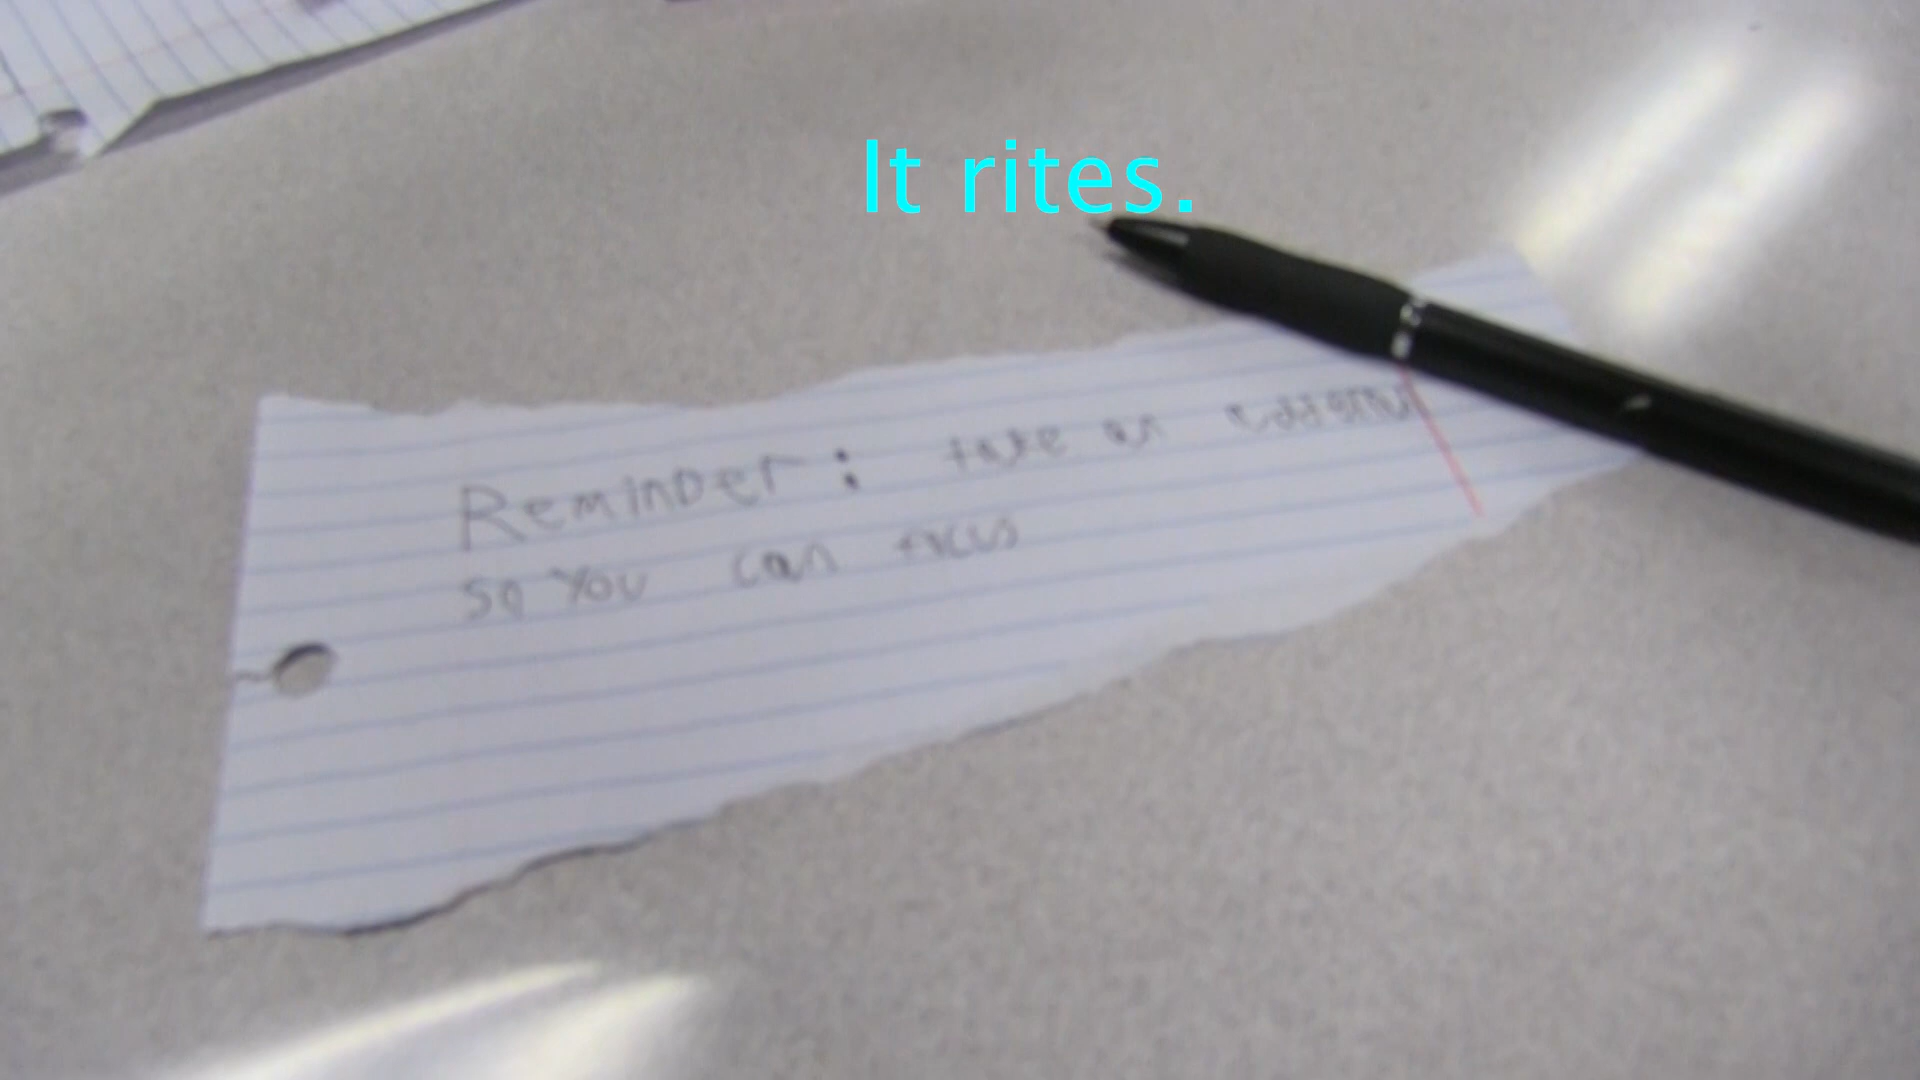 It rites.
Reminder: take an
so you can focus